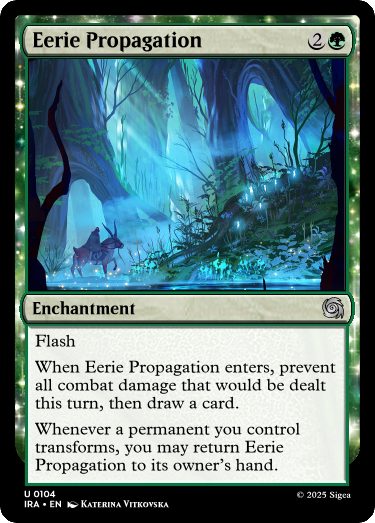 Eerie Propagation
2
Enchantment
Flash
When Eerie Propagation enters, prevent
all combat damage that would be dealt
this turn, then draw a card.
Whenever a permanent you control
transforms, you may return Eerie
Propagation to its owner's hand.
U 0104
IRA • EN Katerina Vitkovska
© 2025 Sigea